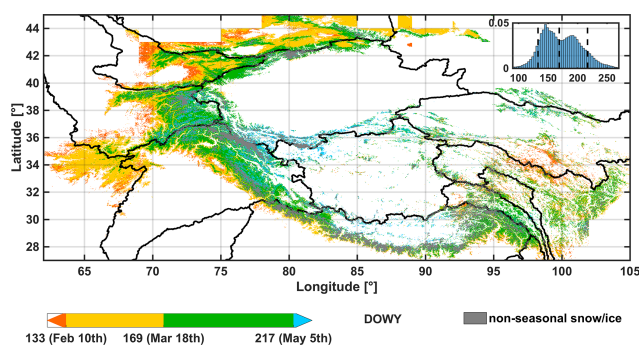 44
42
40
38
36
34
32
30
28
Latitude [°]
0.05
0
100 150 200 250
65 70 75 80 85 90 95 100 105
Longitude [°]
DOWY
non-seasonal snow/ice
133 (Feb 10th) 169 (Mar 18th) 217 (May 5th)